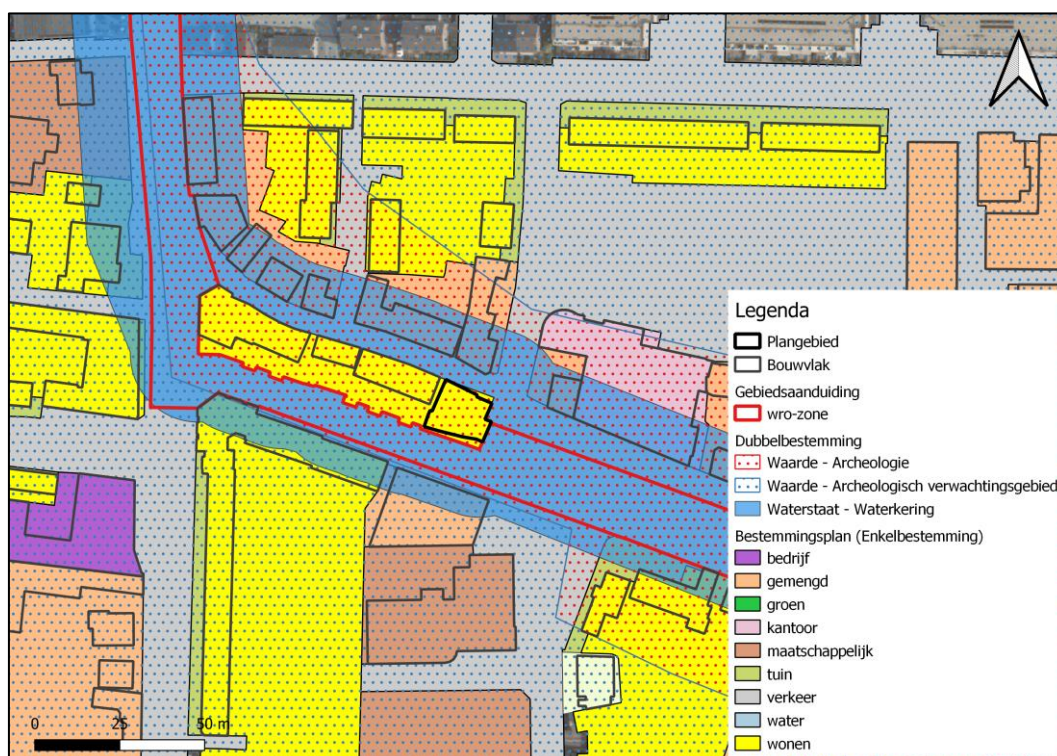 Legenda
Plangebied
Bouwvlak
Gebiedsaanduiding
wro-zone
Dubbelbestemming
Waarde - Archeologie
Waarde - Archeologisch verwachtingsgebied
Waterstaat - Waterkering
Bestemmingsplan (Enkelbestemming)
bedrijf
gemengd
groen
kantoor
maatschappelijk
tuin
verkeer
water
wonen
0 25 50 m